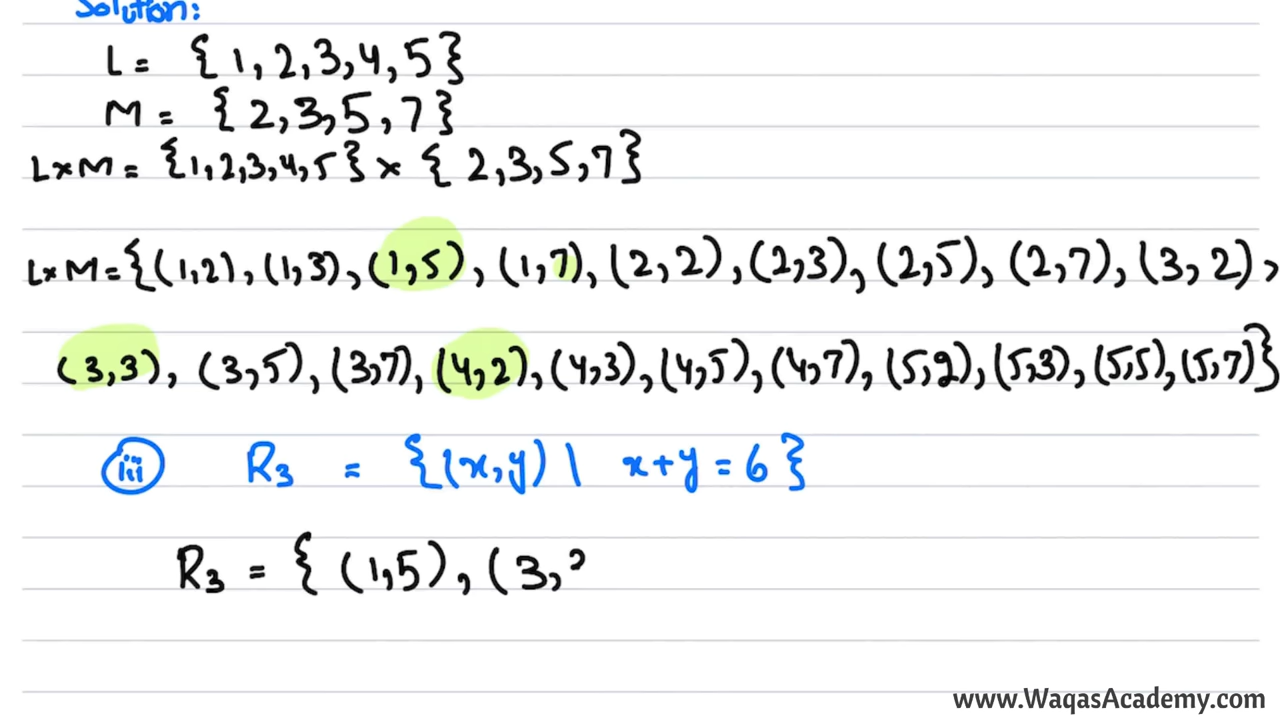 Solution:
L = {1,2,3,4,5}
M = {2,3,5,7}
L×M = {1,2,3,4,5} × {2,3,5,7}
L×M = {(1,2), (1,3), (1,5), (1,7), (2,2), (2,3), (2,5), (2,7), (3,2),
(3,3), (3,5), (3,7), (4,2), (4,3), (4,5), (4,7), (5,2), (5,3), (5,5), (5,7)}
(iii) R₃ = {(x,y) | x+y = 6}
R₃ = { (1,5), (3,
www.WaqasAcademy.com